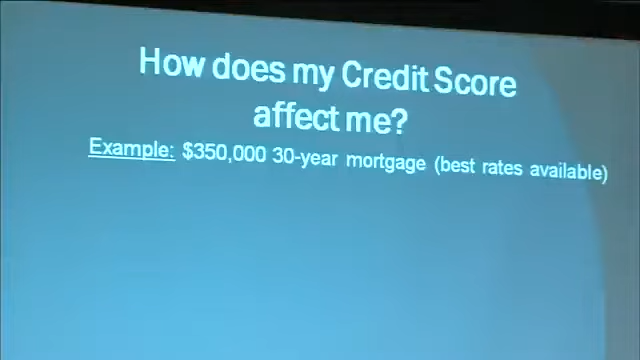 How does my Credit Score
affect me?
Example: $350,000 30-year mortgage (best rates available)